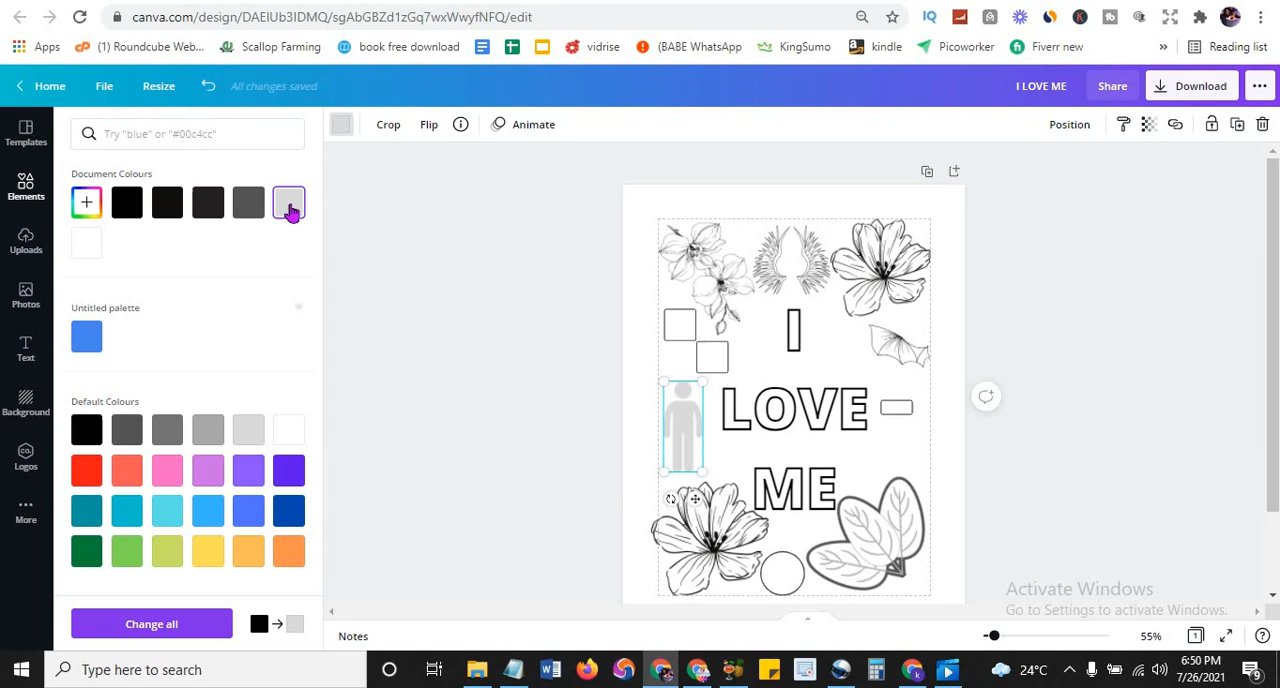 canva.com/design/DAElUb3IDMQ/sgAbGBZd1zGq7wxWwyfNFQ/edit
Apps
(1) Roundcube Web...
Scallop Farming
book free download
vidrise
(BABE WhatsApp
KingSumo
kindle
Picoworker
Fiverr new
»
Reading list
Home
File
Resize
All changes saved
I LOVE ME
Share
Download
Templates
Elements
Uploads
Photos
Text
Background
Logos
More
Try "blue" or "#00c4cc"
Document Colours
Untitled palette
Default Colours
Change all
Crop
Flip
Animate
Position
I
LOVE
ME
Activate Windows
Go to Settings to activate Windows.
Notes
55%
1
Type here to search
24°C
6:50 PM
7/26/2021
9